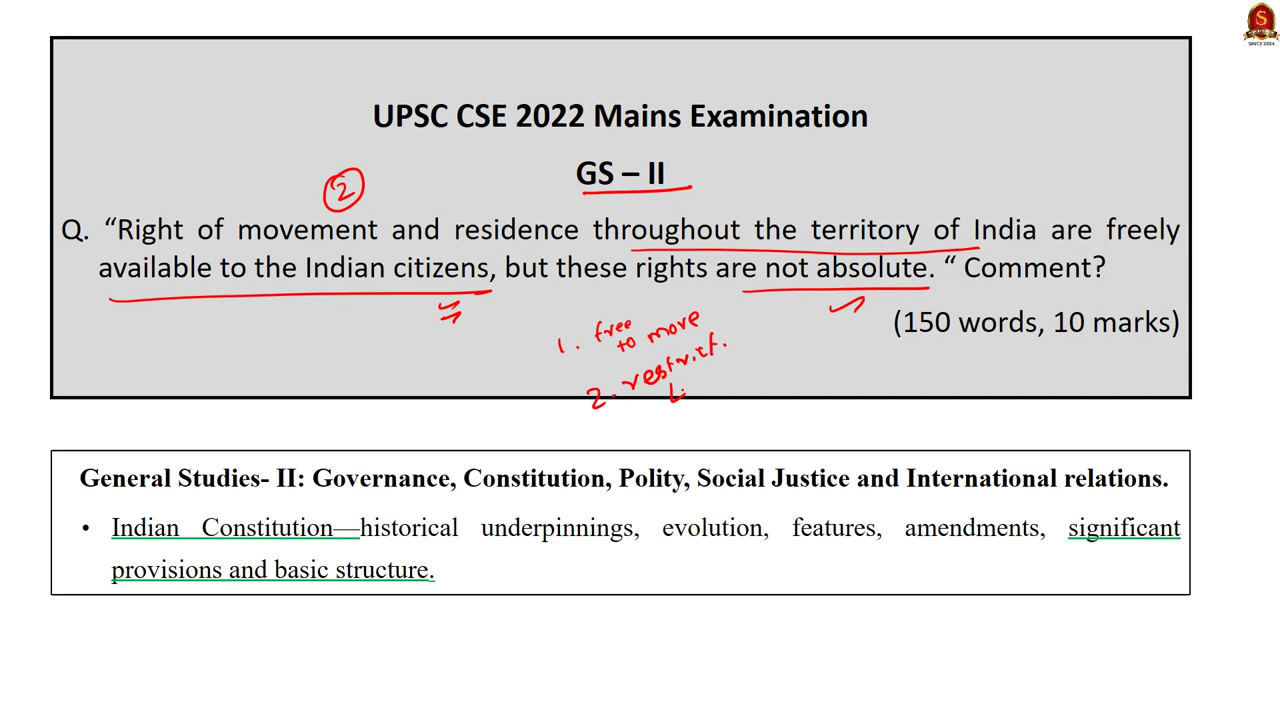 S
SINCE 2004
UPSC CSE 2022 Mains Examination
GS – II
2
Q. “Right of movement and residence throughout the territory of India are freely
available to the Indian citizens, but these rights are not absolute. “ Comment?
(150 words, 10 marks)
1. free to move
2. restrict.
General Studies- II: Governance, Constitution, Polity, Social Justice and International relations.
• Indian Constitution—historical underpinnings, evolution, features, amendments, significant
provisions and basic structure.